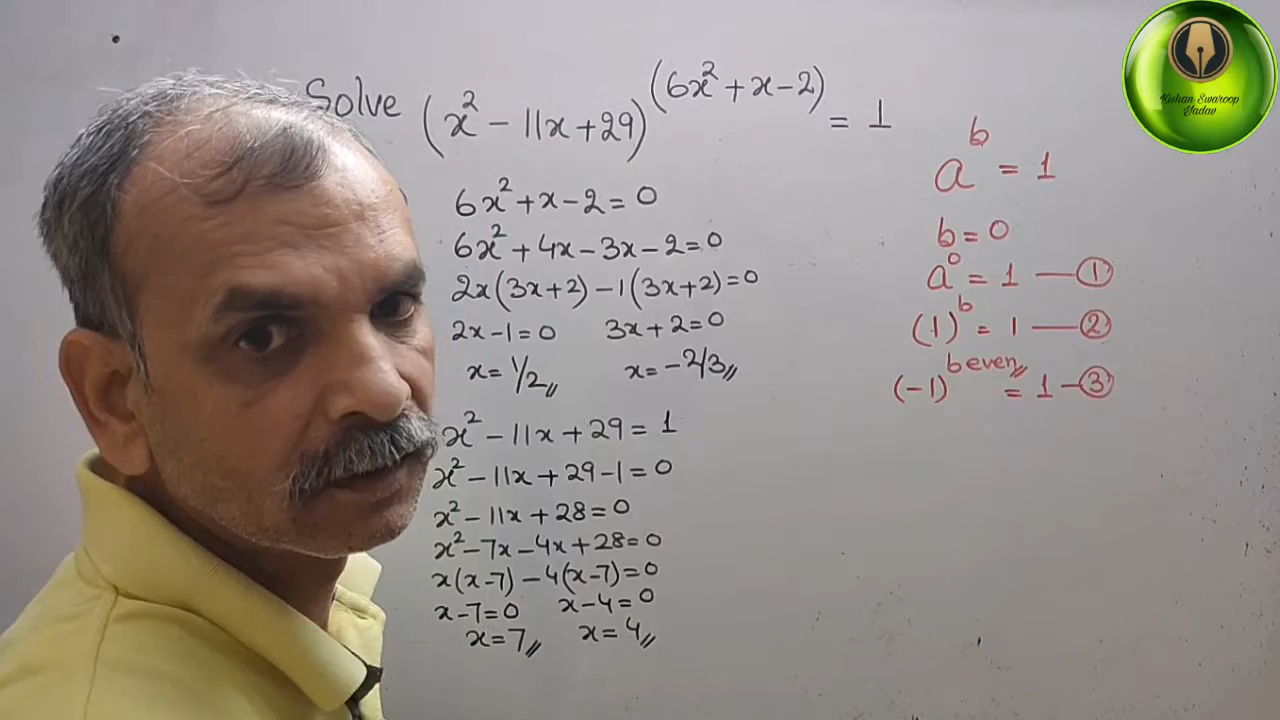 Solve (x² - 11x + 29)^(6x² + x - 2) = 1
6x² + x - 2 = 0
6x² + 4x - 3x - 2 = 0
2x(3x + 2) - 1(3x + 2) = 0
2x - 1 = 0 3x + 2 = 0
x = 1/2 x = -2/3
x² - 11x + 29 = 1
x² - 11x + 29 - 1 = 0
x² - 11x + 28 = 0
x² - 7x - 4x + 28 = 0
x(x - 7) - 4(x - 7) = 0
x - 7 = 0 x - 4 = 0
x = 7 x = 4
a^b = 1
b = 0
a⁰ = 1 — ①
(1)^b = 1 — ②
(-1)^b even = 1 — ③
Kishan Swaroop
Yadav